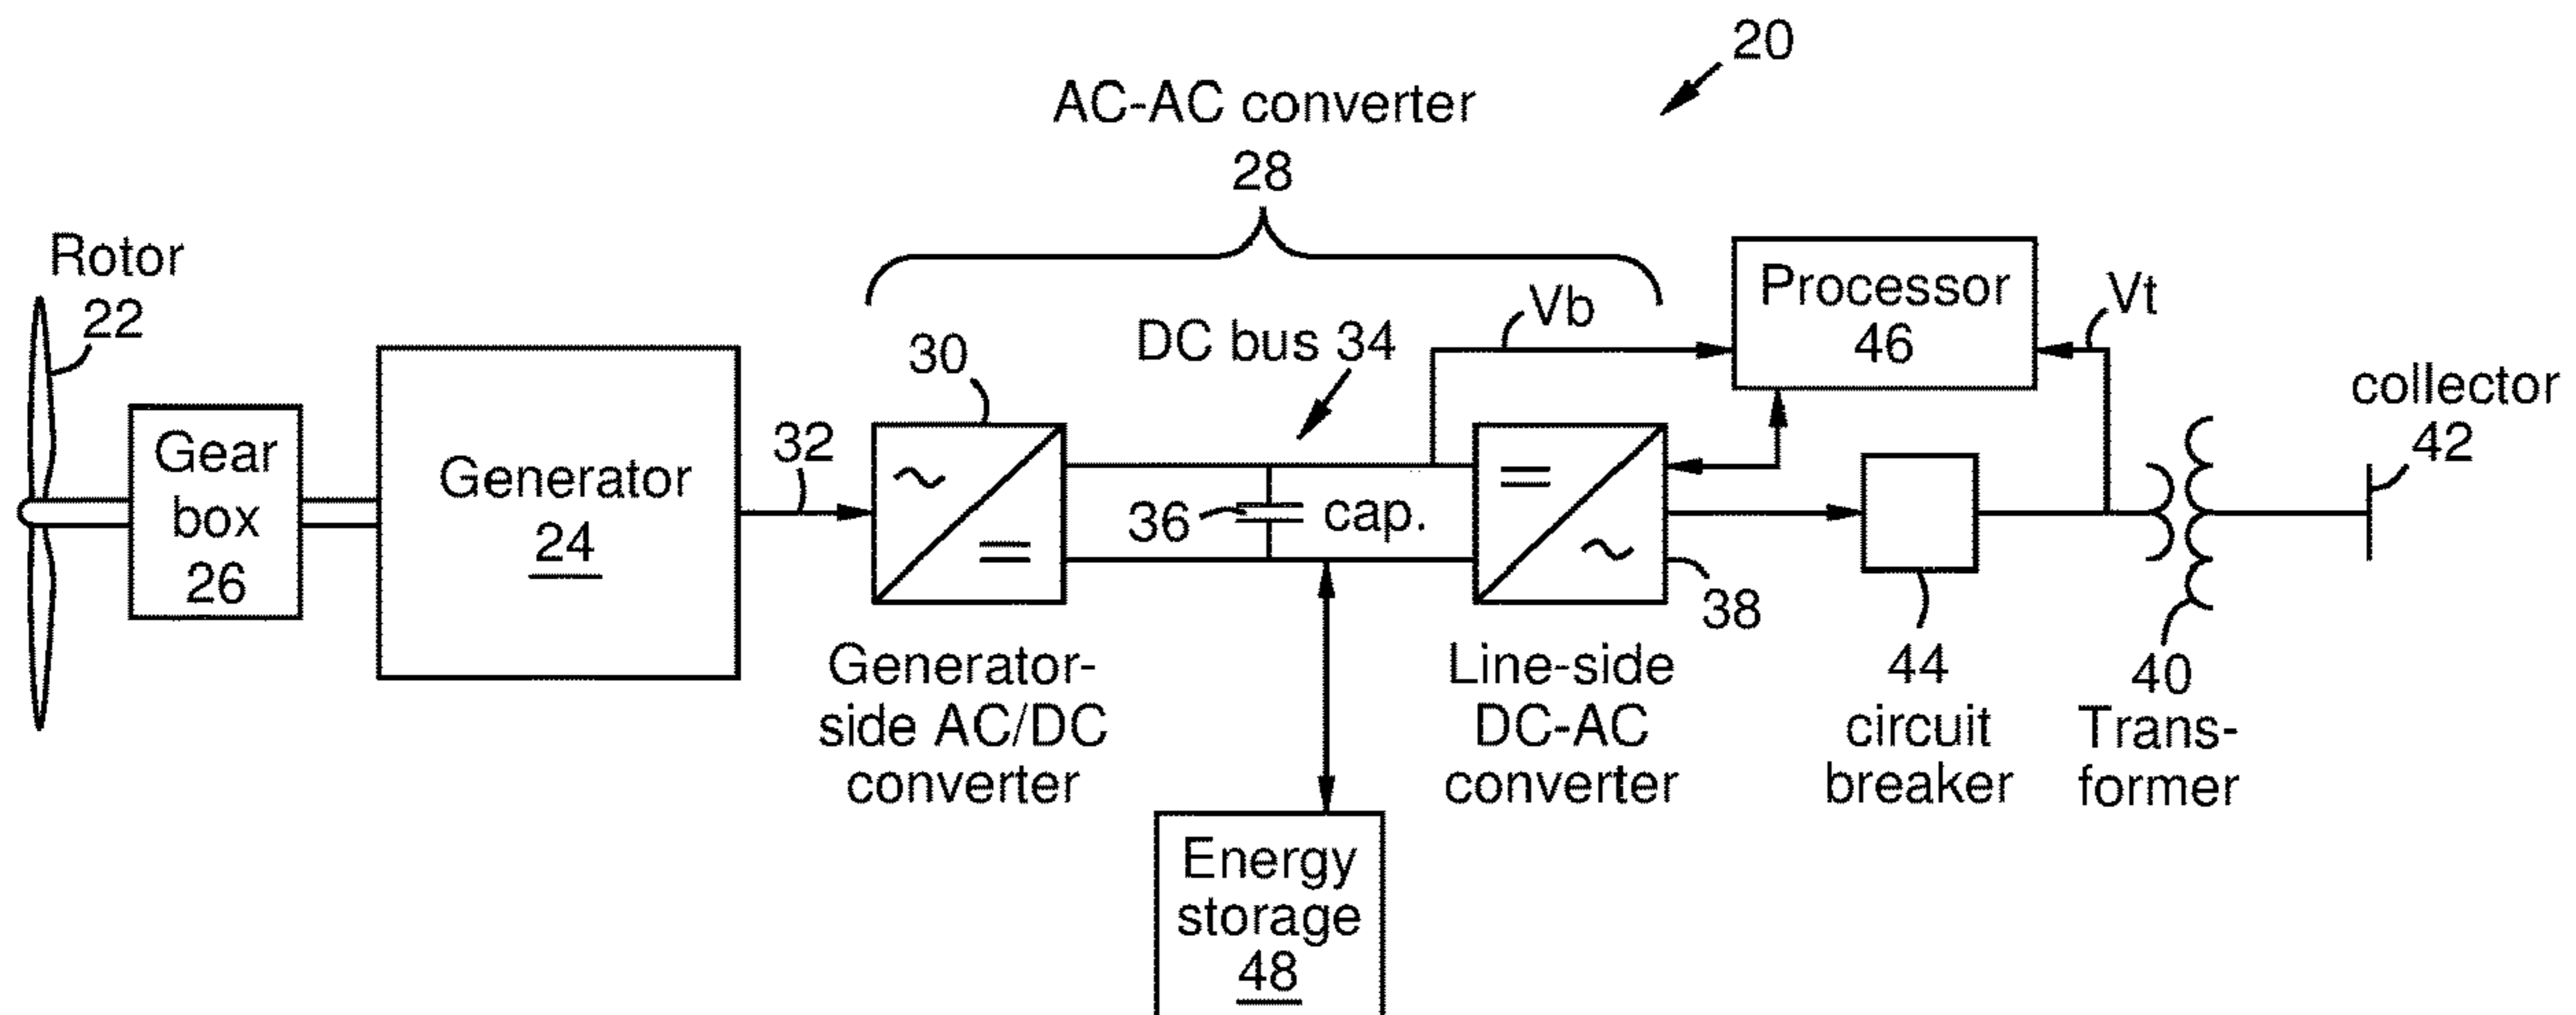 20
AC-AC converter
28
Rotor
22
Gear
box
26
Generator
24
32
30
DC bus 34
36
cap.
Vb
Processor
46
Vt
collector
42
38
Generator-
side AC/DC
converter
Line-side
DC-AC
converter
44
circuit
breaker
40
Trans-
former
Energy
storage
48